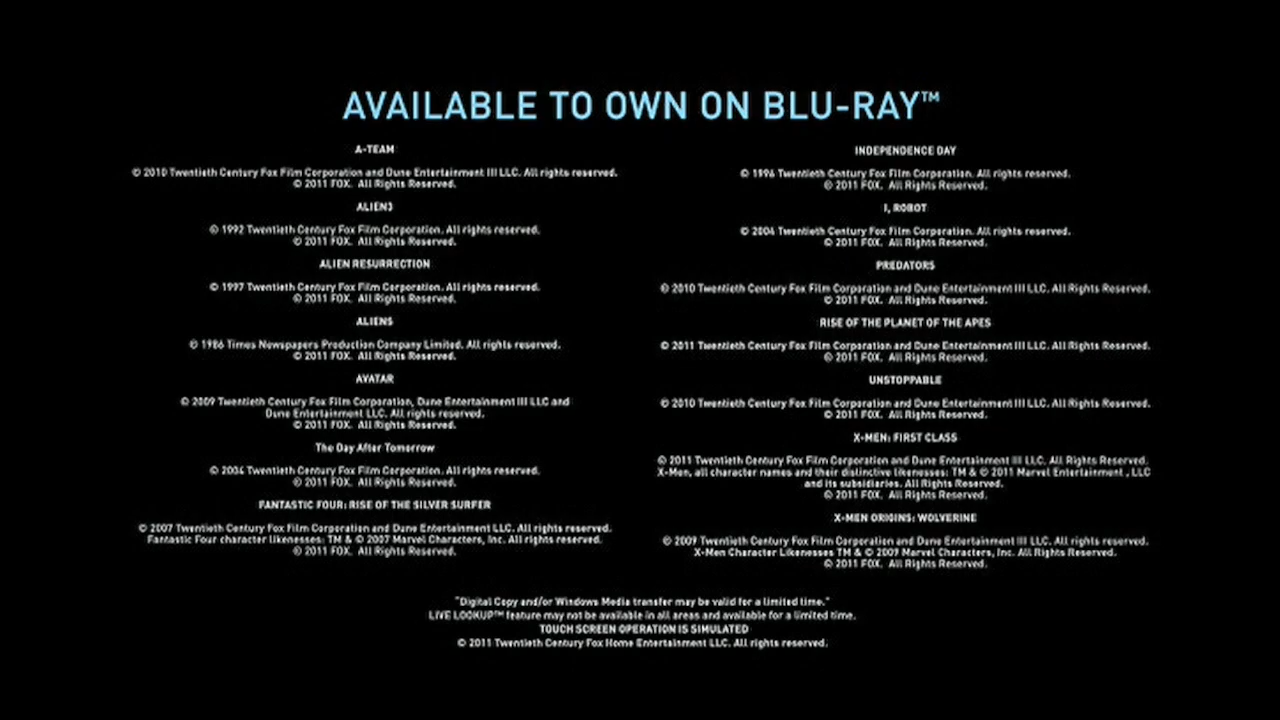 AVAILABLE TO OWN ON BLU-RAY™
A-TEAM
© 2010 Twentieth Century Fox Film Corporation and Dune Entertainment III LLC. All rights reserved.
© 2011 FOX. All Rights Reserved.
ALIEN3
© 1992 Twentieth Century Fox Film Corporation. All rights reserved.
© 2011 FOX. All Rights Reserved.
ALIEN RESURRECTION
© 1997 Twentieth Century Fox Film Corporation. All rights reserved.
© 2011 FOX. All Rights Reserved.
ALIENS
© 1986 Times Newspapers Production Company Limited. All rights reserved.
© 2011 FOX. All Rights Reserved.
AVATAR
© 2009 Twentieth Century Fox Film Corporation, Dune Entertainment III LLC and
Dune Entertainment LLC. All rights reserved.
© 2011 FOX. All Rights Reserved.
The Day After Tomorrow
© 2004 Twentieth Century Fox Film Corporation. All rights reserved.
© 2011 FOX. All Rights Reserved.
FANTASTIC FOUR: RISE OF THE SILVER SURFER
© 2007 Twentieth Century Fox Film Corporation and Dune Entertainment LLC. All rights reserved.
Fantastic Four character likenesses: TM & © 2007 Marvel Characters, Inc. All rights reserved.
© 2011 FOX. All Rights Reserved.
INDEPENDENCE DAY
© 1996 Twentieth Century Fox Film Corporation. All rights reserved.
© 2011 FOX. All Rights Reserved.
I, ROBOT
© 2004 Twentieth Century Fox Film Corporation. All rights reserved.
© 2011 FOX. All Rights Reserved.
PREDATORS
© 2010 Twentieth Century Fox Film Corporation and Dune Entertainment III LLC. All Rights Reserved.
© 2011 FOX. All Rights Reserved.
RISE OF THE PLANET OF THE APES
© 2011 Twentieth Century Fox Film Corporation and Dune Entertainment III LLC. All Rights Reserved.
© 2011 FOX. All Rights Reserved.
UNSTOPPABLE
© 2010 Twentieth Century Fox Film Corporation and Dune Entertainment III LLC. All Rights Reserved.
© 2011 FOX. All Rights Reserved.
X-MEN: FIRST CLASS
© 2011 Twentieth Century Fox Film Corporation and Dune Entertainment III LLC. All Rights Reserved.
X-Men, all character names and their distinctive likenesses: TM & © 2011 Marvel Entertainment , LLC
and its subsidiaries. All Rights Reserved.
© 2011 FOX. All Rights Reserved.
X-MEN ORIGINS: WOLVERINE
© 2009 Twentieth Century Fox Film Corporation and Dune Entertainment III LLC. All rights reserved.
X-Men Character Likenesses TM & © 2009 Marvel Characters, Inc. All Rights Reserved.
© 2011 FOX. All Rights Reserved.
"Digital Copy and/or Windows Media transfer may be valid for a limited time."
LIVE LOOKUP™ feature may not be available in all areas and available for a limited time.
TOUCH SCREEN OPERATION IS SIMULATED
© 2011 Twentieth Century Fox Home Entertainment LLC. All rights reserved.